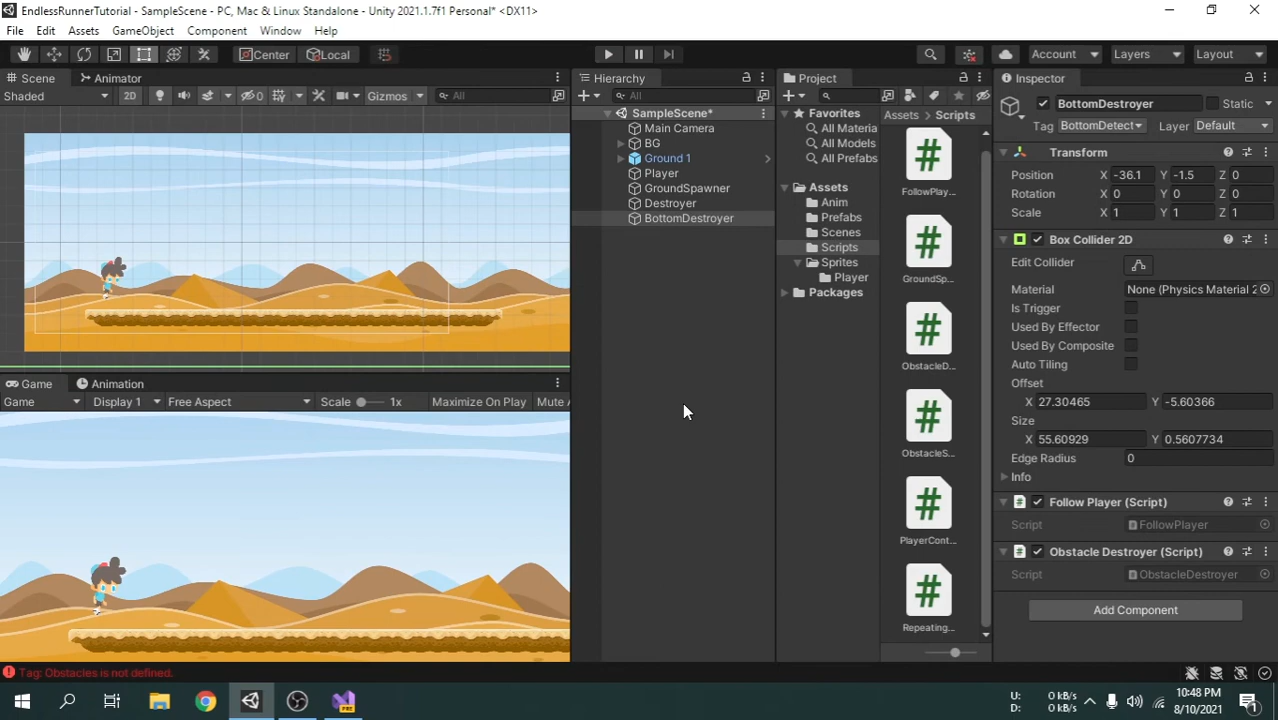 EndlessRunnerTutorial - SampleScene - PC, Mac & Linux Standalone - Unity 2021.1.7f1 Personal* <DX11>
File Edit Assets GameObject Component Window Help
Center Local Account Layers Layout
Scene Animator
Shaded 2D 0 Gizmos All
Hierarchy
All
SampleScene*
Main Camera
BG
Ground 1
Player
GroundSpawner
Destroyer
BottomDestroyer
Project
Favorites
All Materia
All Models
All Prefabs
Assets
Anim
Prefabs
Scenes
Scripts
Sprites
Player
Packages
Assets Scripts
FollowPlay...
GroundSp...
ObstacleD...
ObstacleS...
PlayerCont...
Repeating...
Inspector
BottomDestroyer Static
Tag BottomDetect Layer Default
Transform
Position X -36.1 Y -1.5 Z 0
Rotation X 0 Y 0 Z 0
Scale X 1 Y 1 Z 1
Box Collider 2D
Edit Collider
Material None (Physics Material 2
Is Trigger
Used By Effector
Used By Composite
Auto Tiling
Offset
X 27.30465 Y -5.60366
Size
X 55.60929 Y 0.5607734
Edge Radius 0
Info
Follow Player (Script)
Script FollowPlayer
Obstacle Destroyer (Script)
Script ObstacleDestroyer
Add Component
Game Animation
Game Display 1 Free Aspect Scale 1x Maximize On Play Mute A
Tag: Obstacles is not defined.
U: 0 kB/s
D: 0 kB/s
10:48 PM
8/10/2021
1